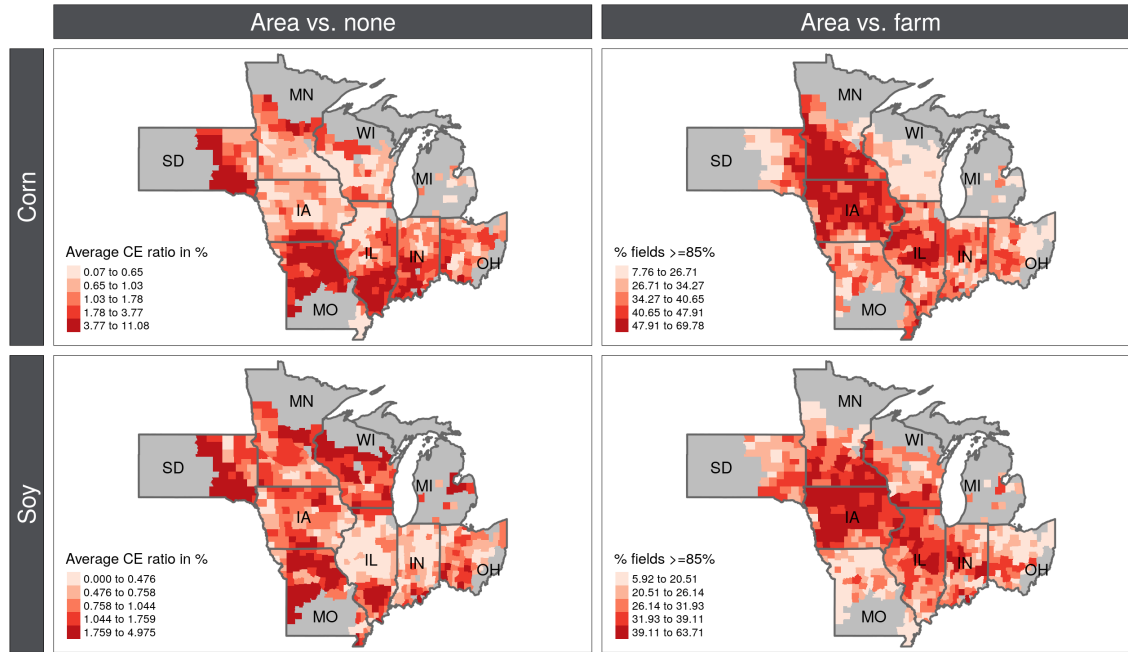 Area vs. none
Area vs. farm
Corn
MN
SD
WI
MI
IA
IL
IN
OH
MO
Average CE ratio in %
0.07 to 0.65
0.65 to 1.03
1.03 to 1.78
1.78 to 3.77
3.77 to 11.08
MN
SD
WI
MI
IA
IL
IN
OH
MO
% fields >=85%
7.76 to 26.71
26.71 to 34.27
34.27 to 40.65
40.65 to 47.91
47.91 to 69.78
Soy
MN
SD
WI
MI
IA
IL
IN
OH
MO
Average CE ratio in %
0.000 to 0.476
0.476 to 0.758
0.758 to 1.044
1.044 to 1.759
1.759 to 4.975
MN
SD
WI
MI
IA
IL
IN
OH
MO
% fields >=85%
5.92 to 20.51
20.51 to 26.14
26.14 to 31.93
31.93 to 39.11
39.11 to 63.71